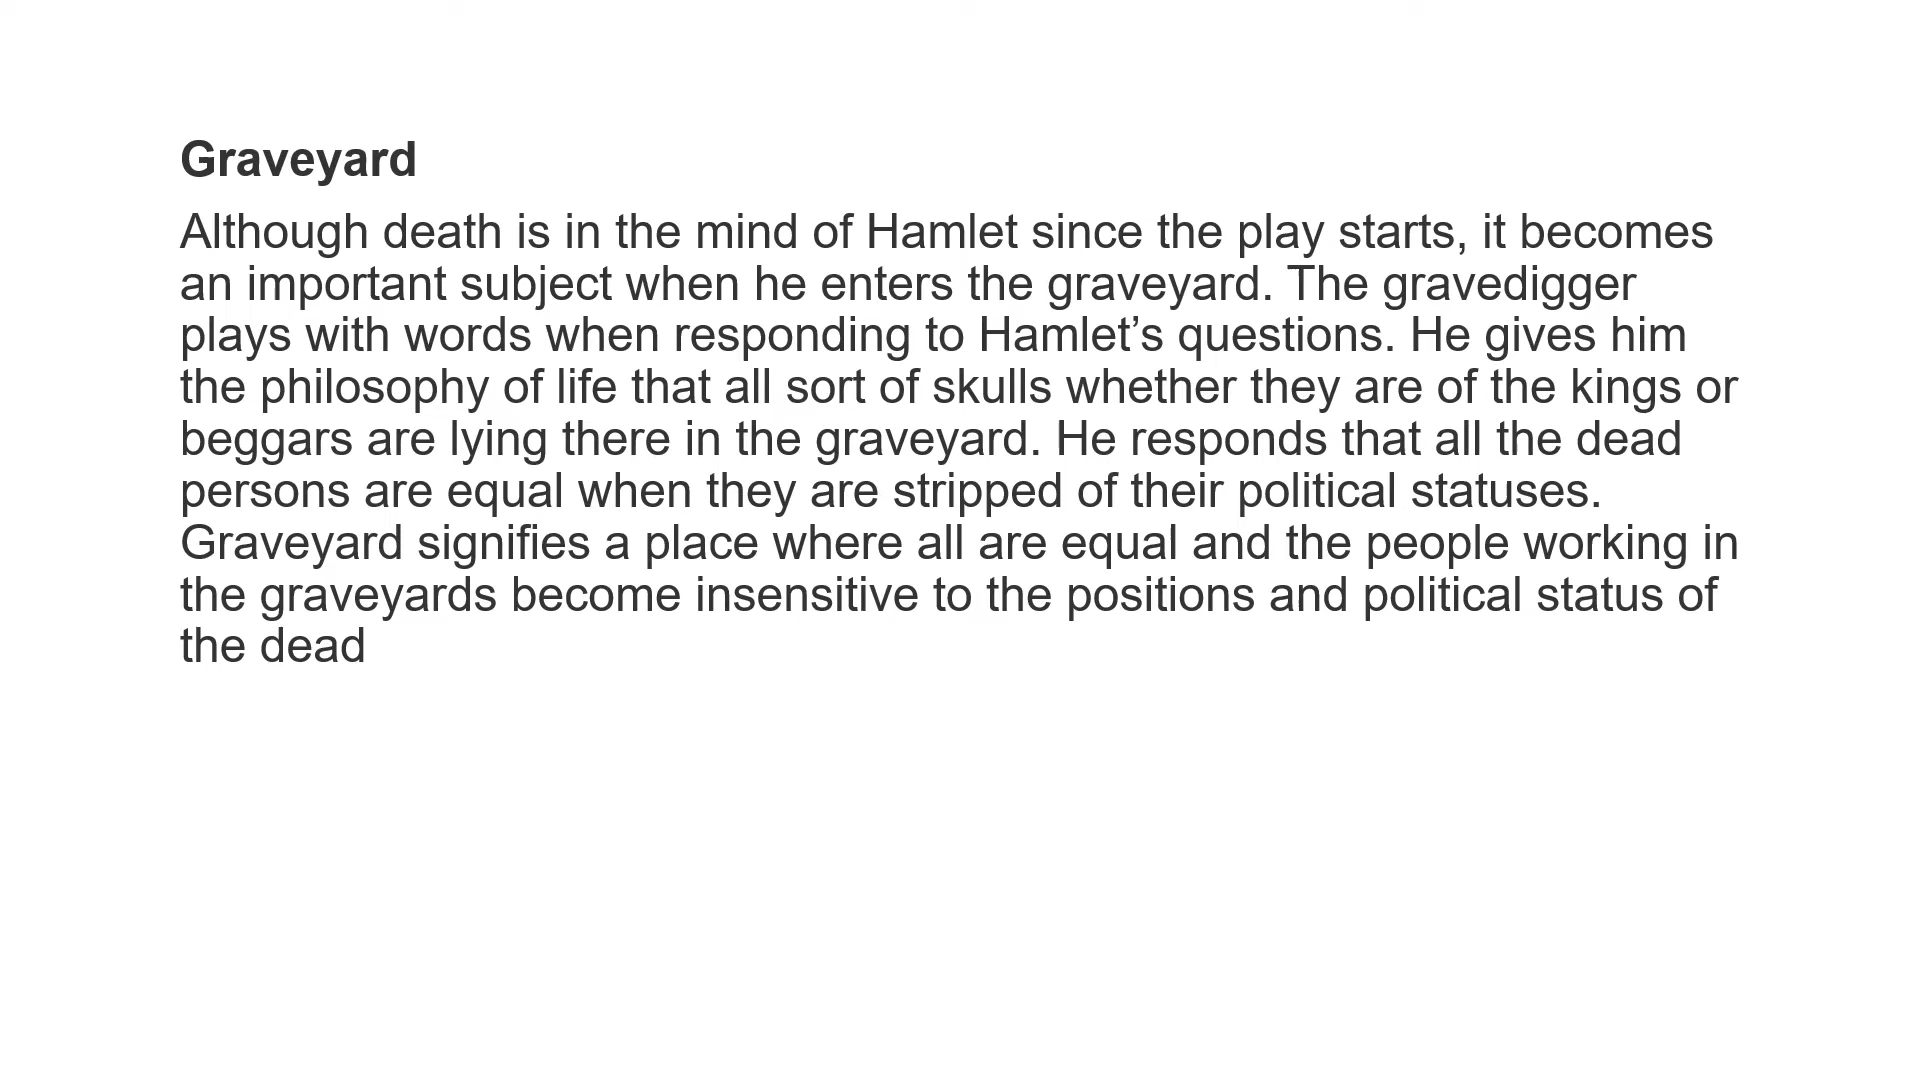 Graveyard
Although death is in the mind of Hamlet since the play starts, it becomes
an important subject when he enters the graveyard. The gravedigger
plays with words when responding to Hamlet’s questions. He gives him
the philosophy of life that all sort of skulls whether they are of the kings or
beggars are lying there in the graveyard. He responds that all the dead
persons are equal when they are stripped of their political statuses.
Graveyard signifies a place where all are equal and the people working in
the graveyards become insensitive to the positions and political status of
the dead